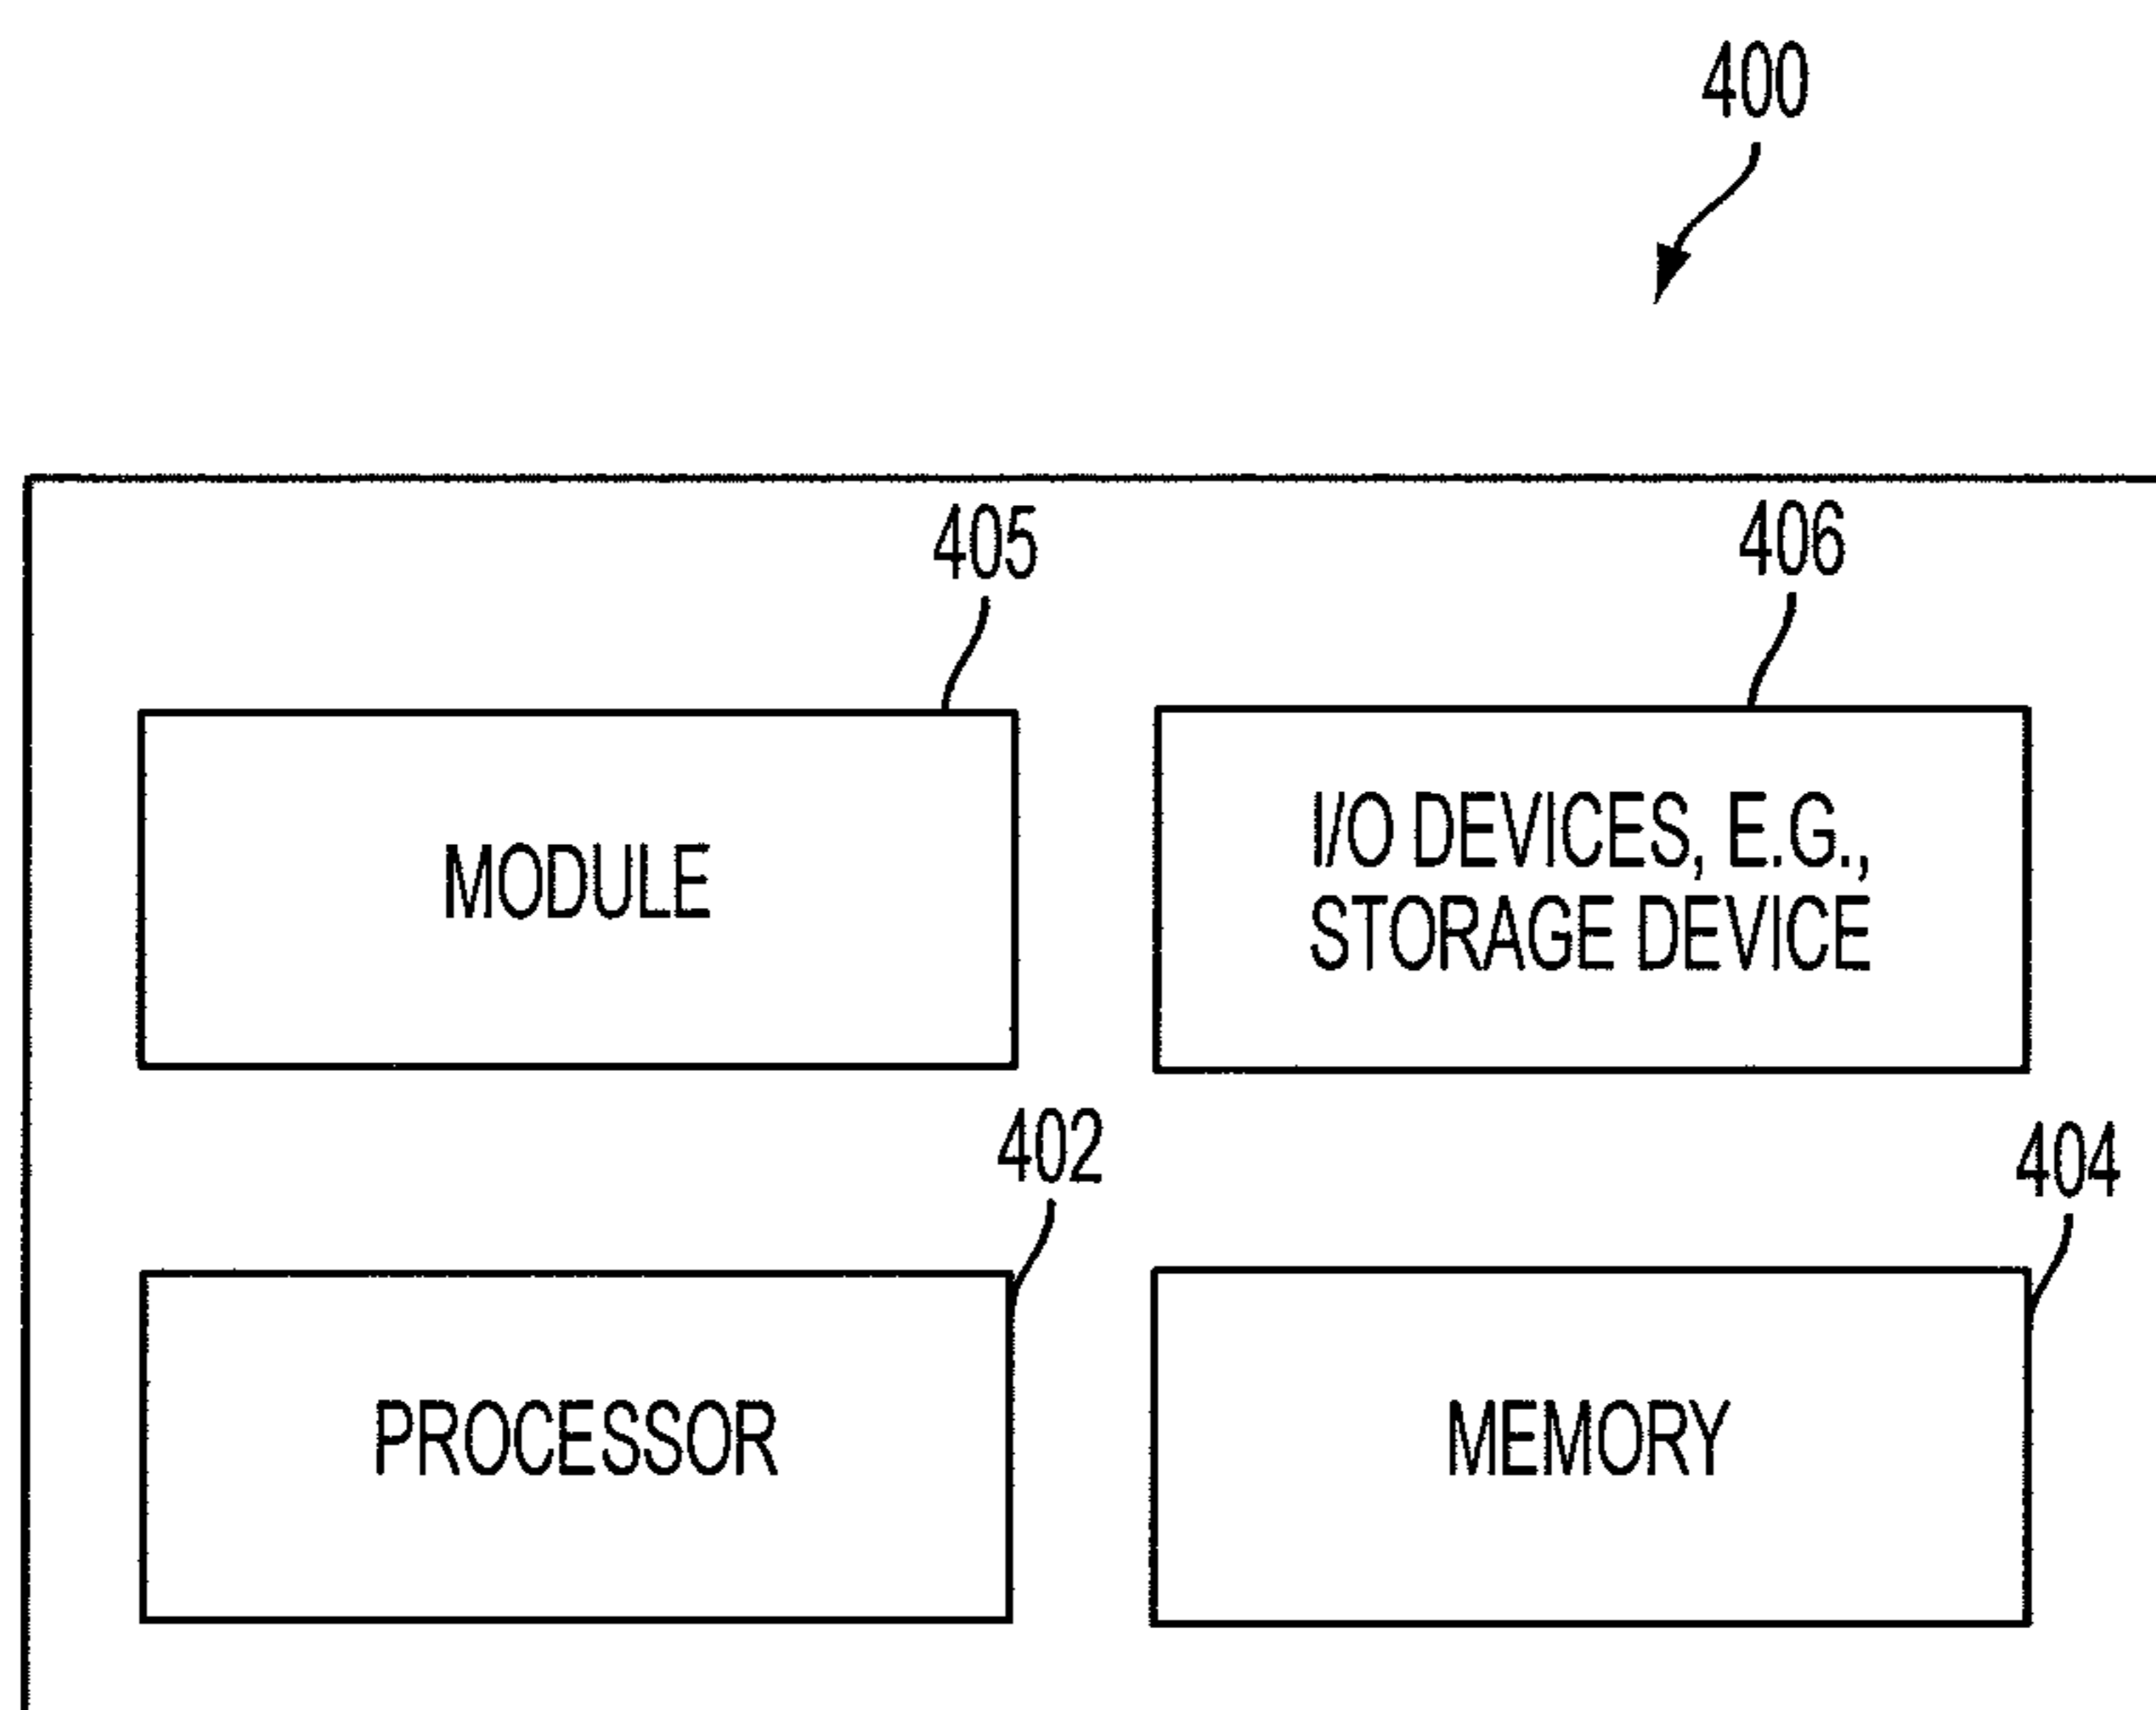 400
405
406
MODULE
I/O DEVICES, E.G.,
STORAGE DEVICE
402
404
PROCESSOR
MEMORY